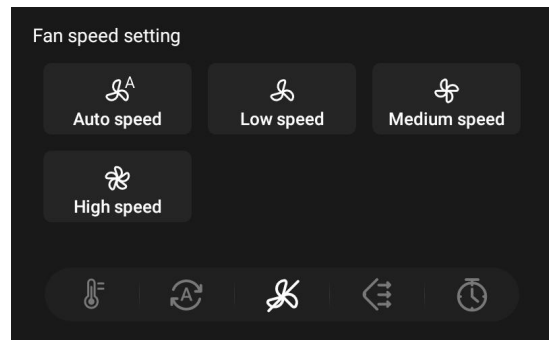 Fan speed setting
A
Auto speed
Low speed
Medium speed
High speed
A